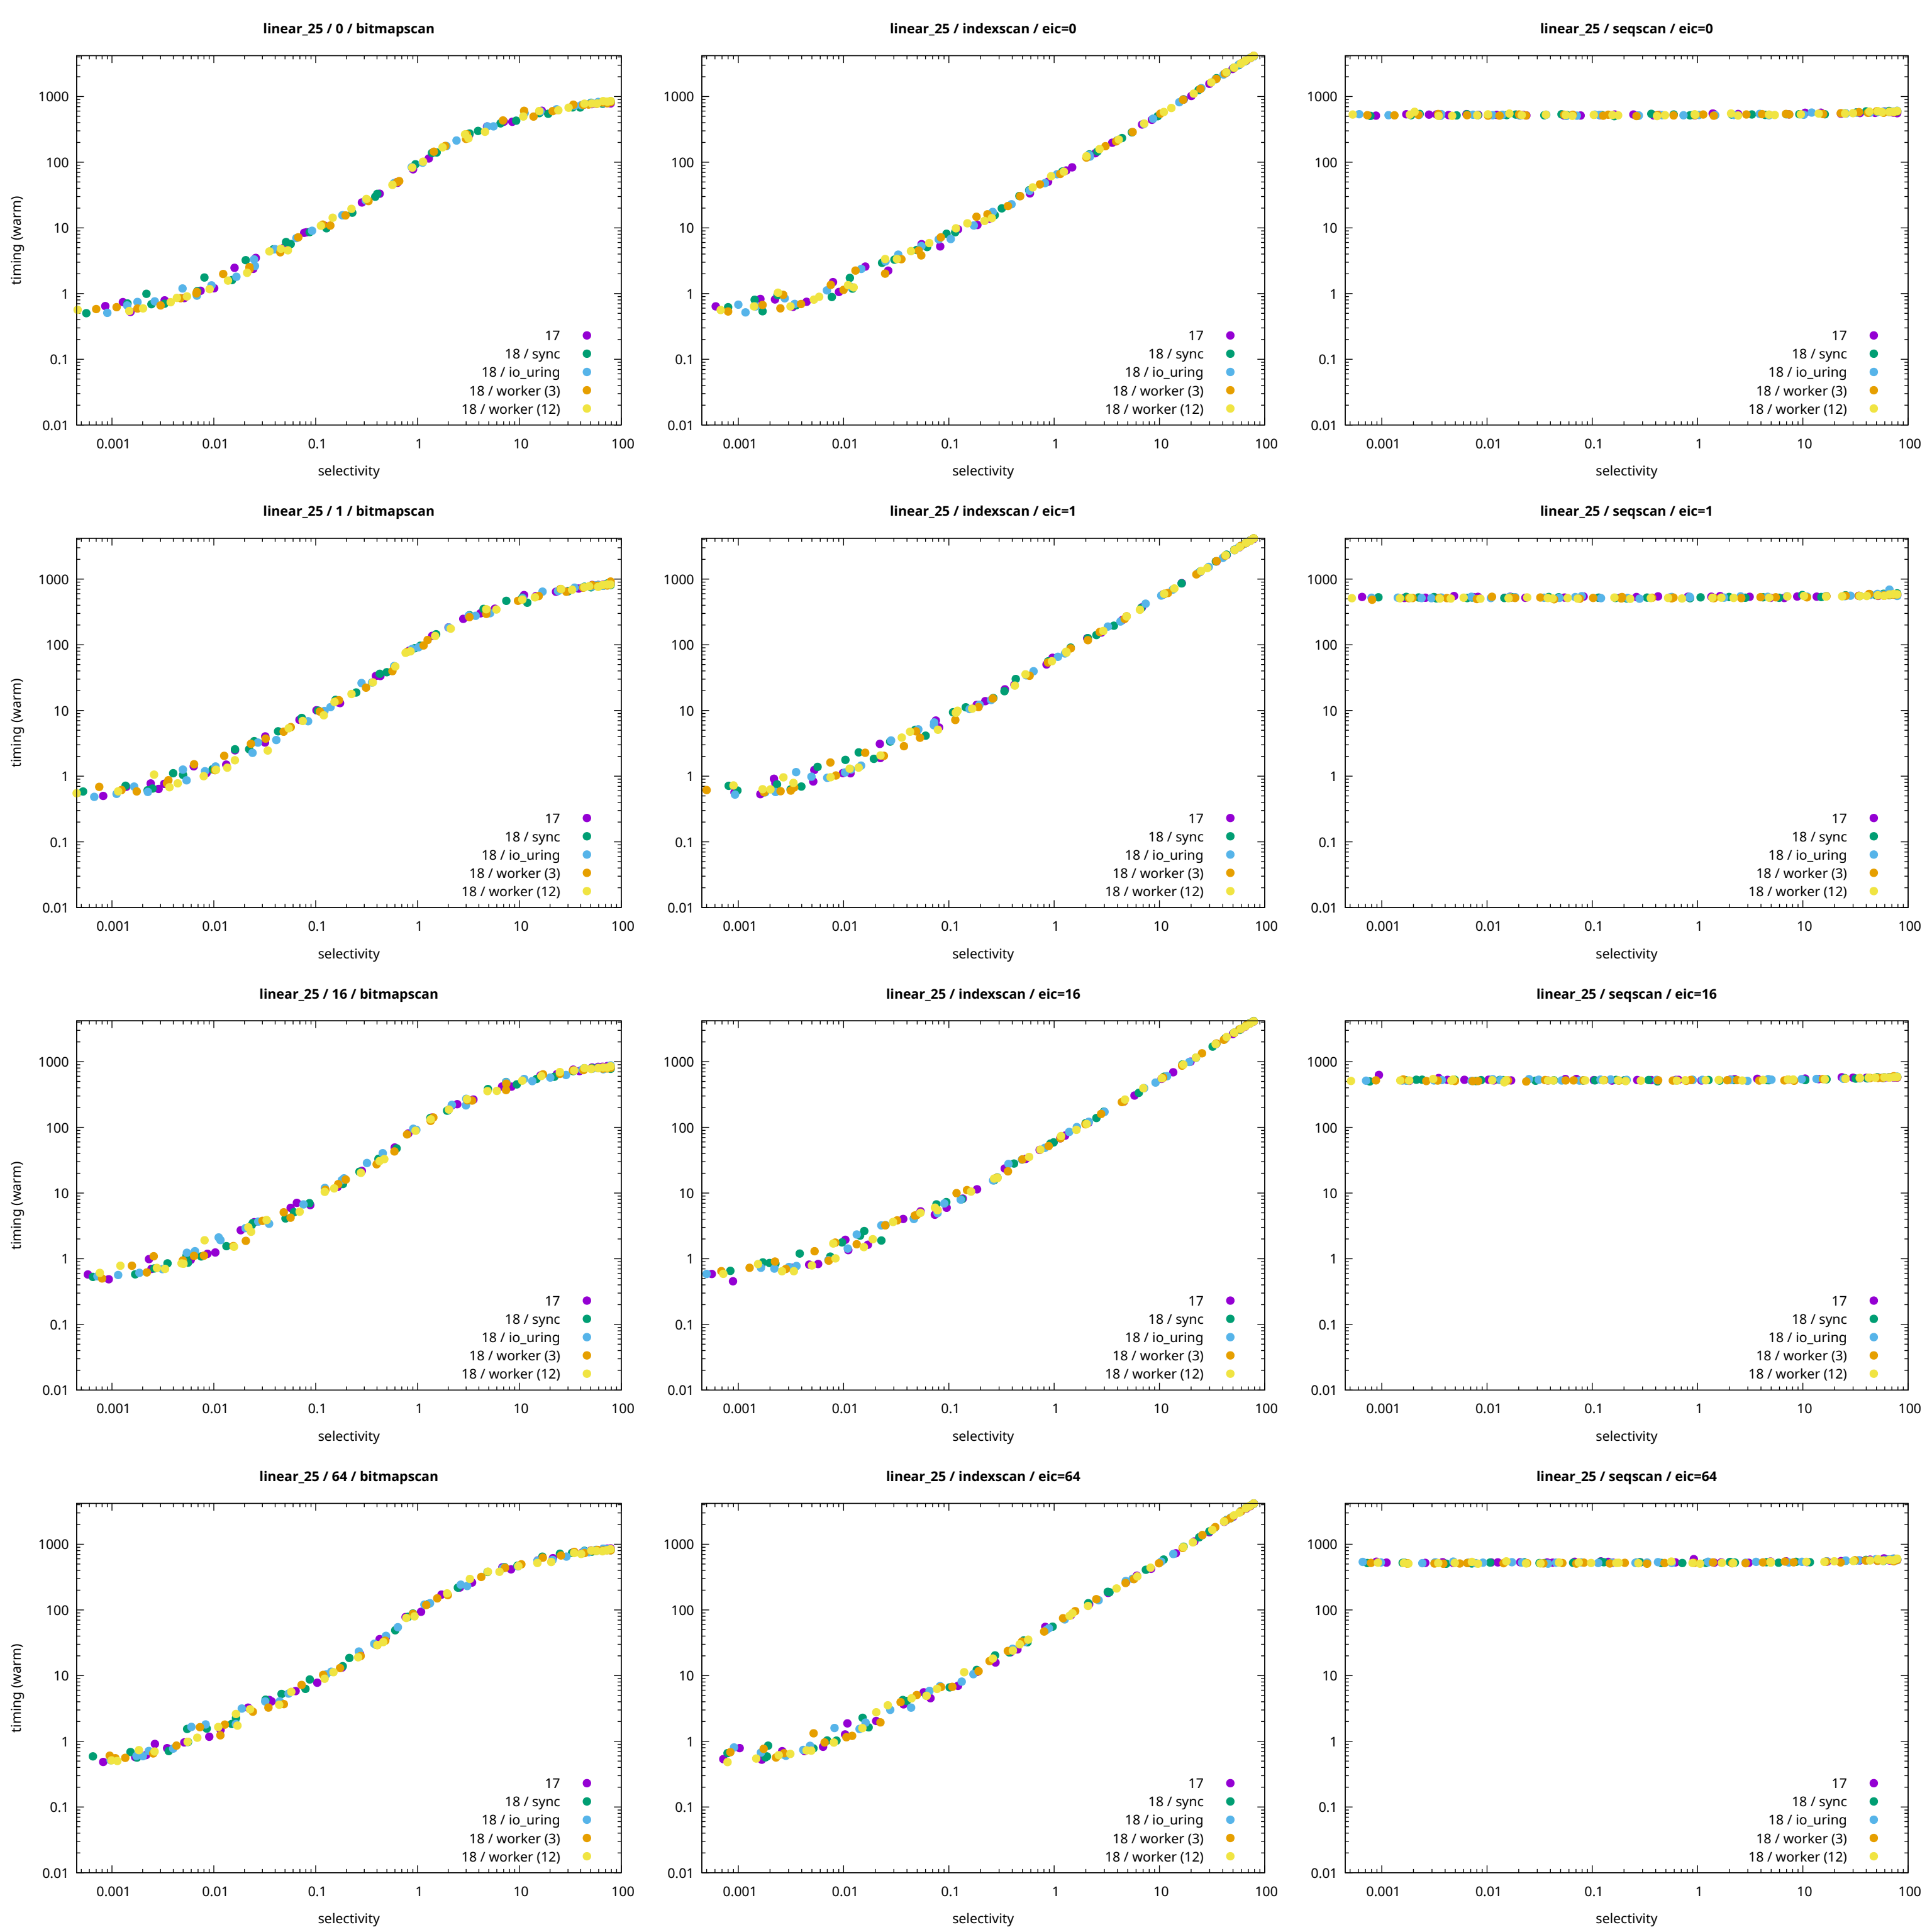 linear_25 / 0 / bitmapscan
timing (warm)
1000
100
10
1
0.1
0.01
17
18 / sync
18 / io_uring
18 / worker (3)
18 / worker (12)
0.001 0.01 0.1 1 10 100
selectivity
linear_25 / indexscan / eic=0
1000
100
10
1
0.1
0.01
17
18 / sync
18 / io_uring
18 / worker (3)
18 / worker (12)
0.001 0.01 0.1 1 10 100
selectivity
linear_25 / seqscan / eic=0
1000
100
10
1
0.1
0.01
17
18 / sync
18 / io_uring
18 / worker (3)
18 / worker (12)
0.001 0.01 0.1 1 10 100
selectivity
linear_25 / 1 / bitmapscan
timing (warm)
1000
100
10
1
0.1
0.01
17
18 / sync
18 / io_uring
18 / worker (3)
18 / worker (12)
0.001 0.01 0.1 1 10 100
selectivity
linear_25 / indexscan / eic=1
1000
100
10
1
0.1
0.01
17
18 / sync
18 / io_uring
18 / worker (3)
18 / worker (12)
0.001 0.01 0.1 1 10 100
selectivity
linear_25 / seqscan / eic=1
1000
100
10
1
0.1
0.01
17
18 / sync
18 / io_uring
18 / worker (3)
18 / worker (12)
0.001 0.01 0.1 1 10 100
selectivity
linear_25 / 16 / bitmapscan
timing (warm)
1000
100
10
1
0.1
0.01
17
18 / sync
18 / io_uring
18 / worker (3)
18 / worker (12)
0.001 0.01 0.1 1 10 100
selectivity
linear_25 / indexscan / eic=16
1000
100
10
1
0.1
0.01
17
18 / sync
18 / io_uring
18 / worker (3)
18 / worker (12)
0.001 0.01 0.1 1 10 100
selectivity
linear_25 / seqscan / eic=16
1000
100
10
1
0.1
0.01
17
18 / sync
18 / io_uring
18 / worker (3)
18 / worker (12)
0.001 0.01 0.1 1 10 100
selectivity
linear_25 / 64 / bitmapscan
timing (warm)
1000
100
10
1
0.1
0.01
17
18 / sync
18 / io_uring
18 / worker (3)
18 / worker (12)
0.001 0.01 0.1 1 10 100
selectivity
linear_25 / indexscan / eic=64
1000
100
10
1
0.1
0.01
17
18 / sync
18 / io_uring
18 / worker (3)
18 / worker (12)
0.001 0.01 0.1 1 10 100
selectivity
linear_25 / seqscan / eic=64
1000
100
10
1
0.1
0.01
17
18 / sync
18 / io_uring
18 / worker (3)
18 / worker (12)
0.001 0.01 0.1 1 10 100
selectivity